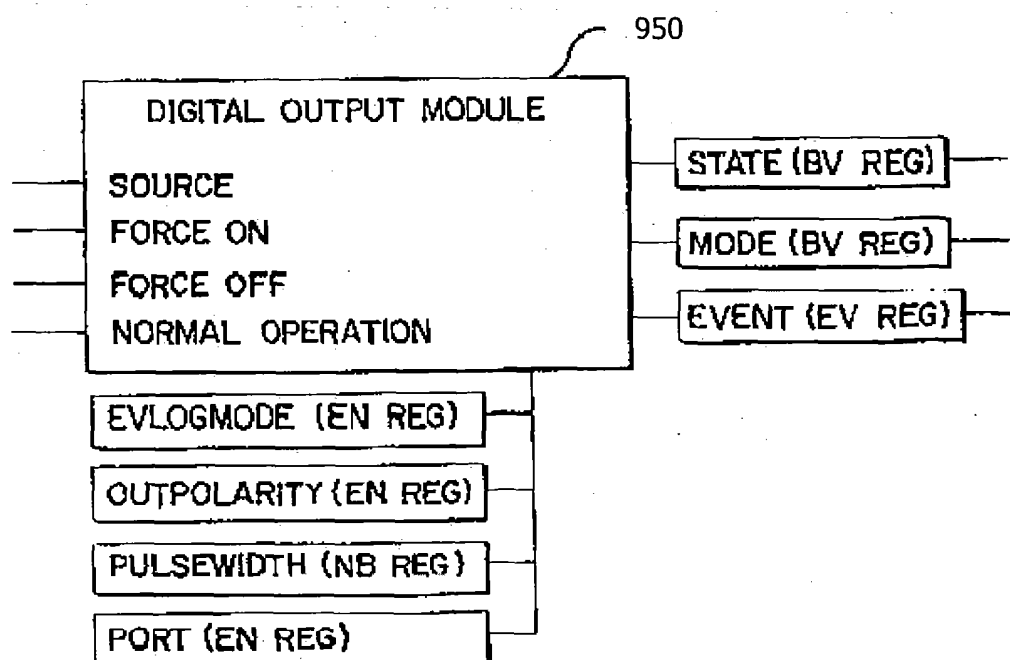 950
DIGITAL OUTPUT MODULE
SOURCE
FORCE ON
FORCE OFF
NORMAL OPERATION
STATE (BV REG)
MODE (BV REG)
EVENT (EV REG)
EVLOGMODE (EN REG)
OUTPOLARITY (EN REG)
PULSEWIDTH (NB REG)
PORT (EN REG)